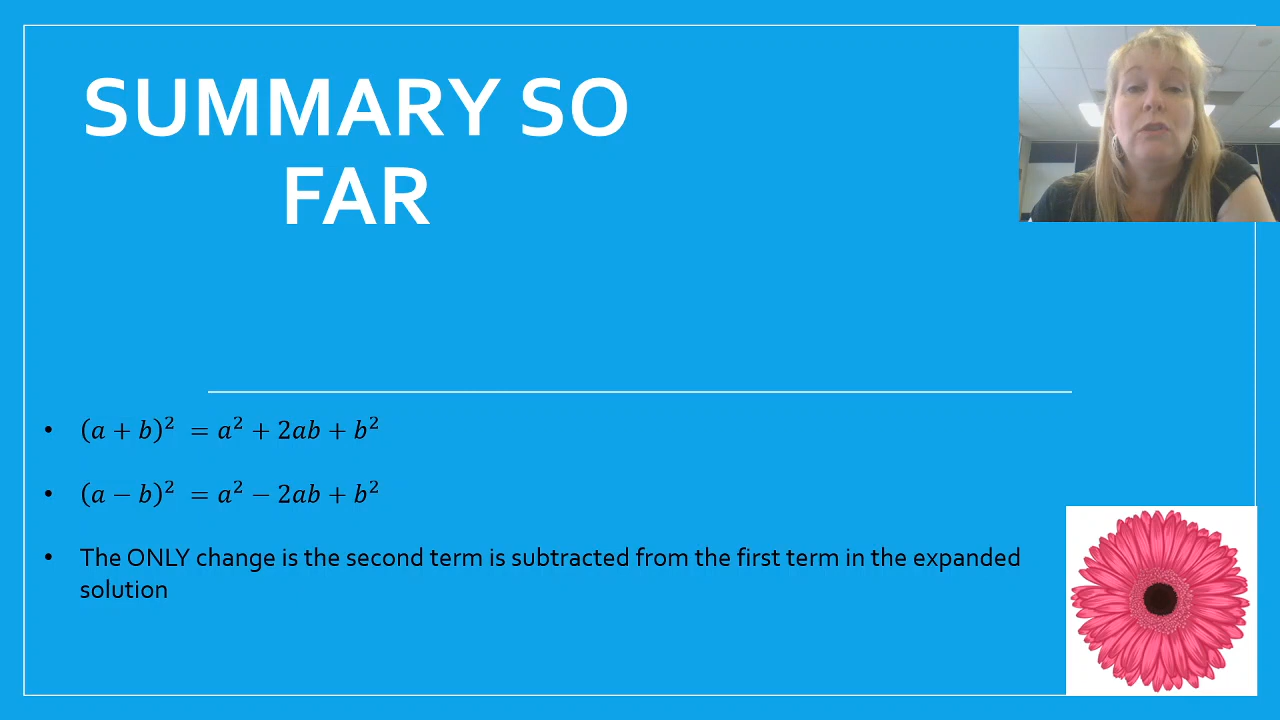 SUMMARY SO
FAR
• (a + b)² = a² + 2ab + b²
• (a − b)² = a² − 2ab + b²
• The ONLY change is the second term is subtracted from the first term in the expanded
solution